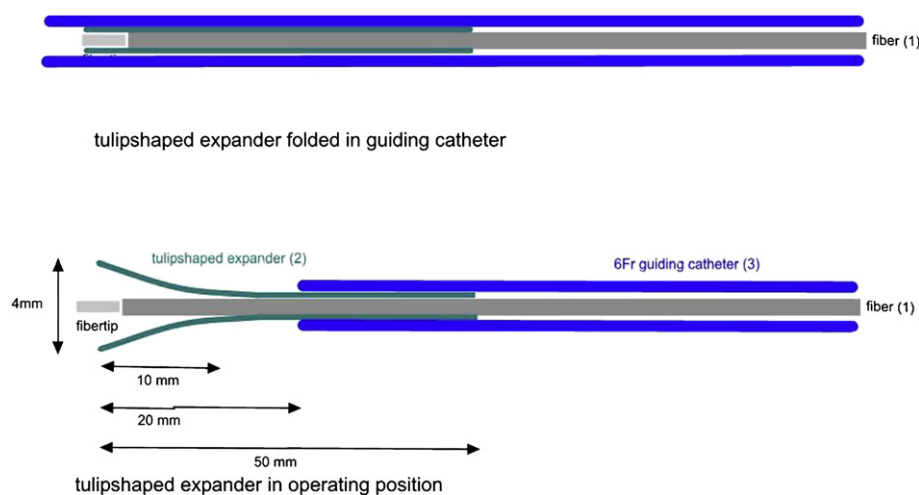 fiber (1)
tulipshaped expander folded in guiding catheter
tulipshaped expander (2)
6Fr guiding catheter (3)
4mm
fiber (1)
fibertip
10 mm
20 mm
50 mm
tulipshaped expander in operating position